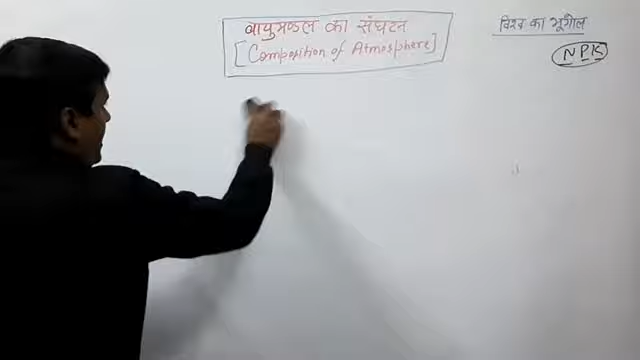 वायुमण्डल का संघटन
[Composition of Atmosphere]
विश्व का भूगोल
NPK